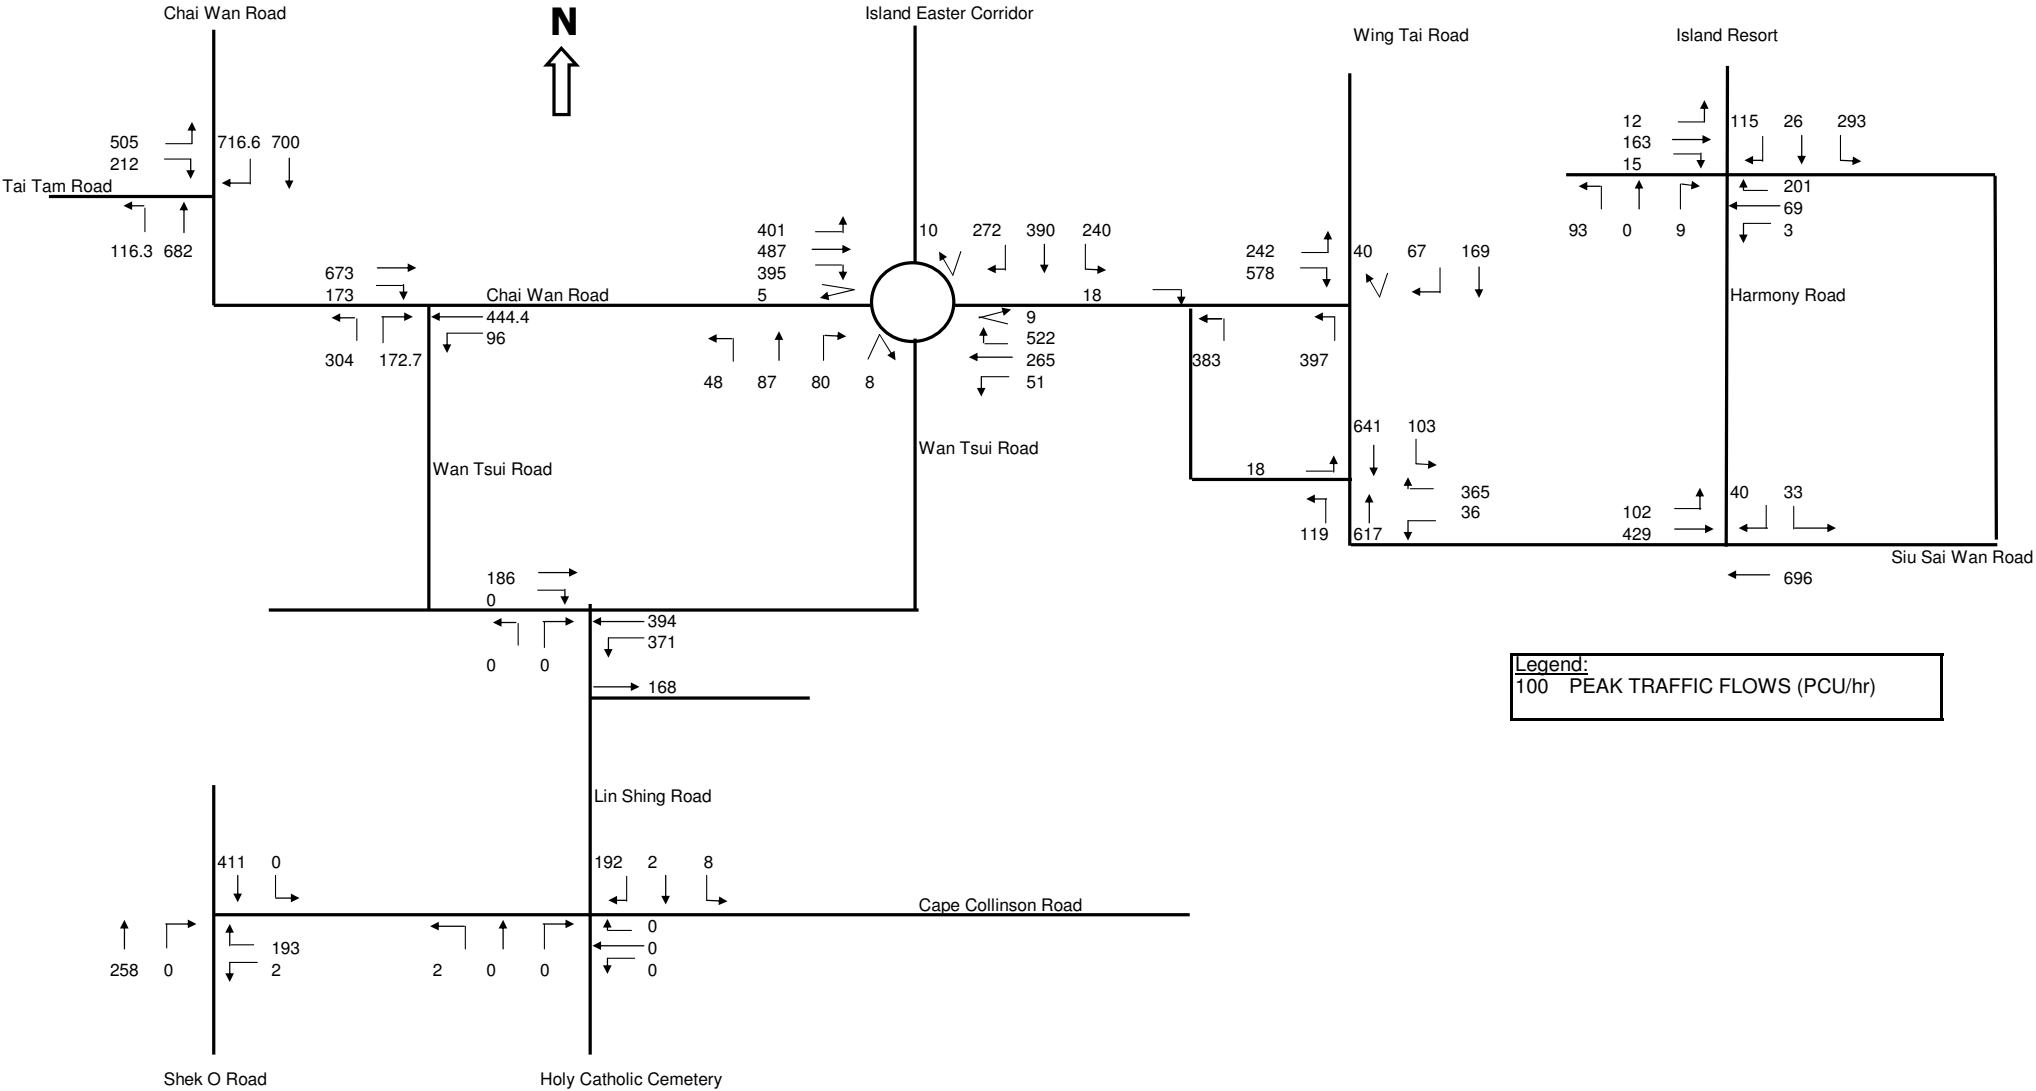 Chai Wan Road
N
Island Easter Corridor
Wing Tai Road
Island Resort
505
212
716.6 700
Tai Tam Road
116.3 682
12
163
15
115 26 293
201
69
3
93 0 9
673
173
Chai Wan Road
444.4
96
304 172.7
401
487
395
5
10 272 390 240
18
9
522
265
51
48 87 80 8
242
578
40 67 169
383
397
Harmony Road
Wan Tsui Road
Wan Tsui Road
641 103
18
365
36
119 617
102
429
40 33
Siu Sai Wan Road
696
186
0
394
371
0 0
168
Legend:
100 PEAK TRAFFIC FLOWS (PCU/hr)
Lin Shing Road
411 0
192 2 8
Cape Collinson Road
193
2
258 0
0
0
0
2 0 0
Shek O Road
Holy Catholic Cemetery